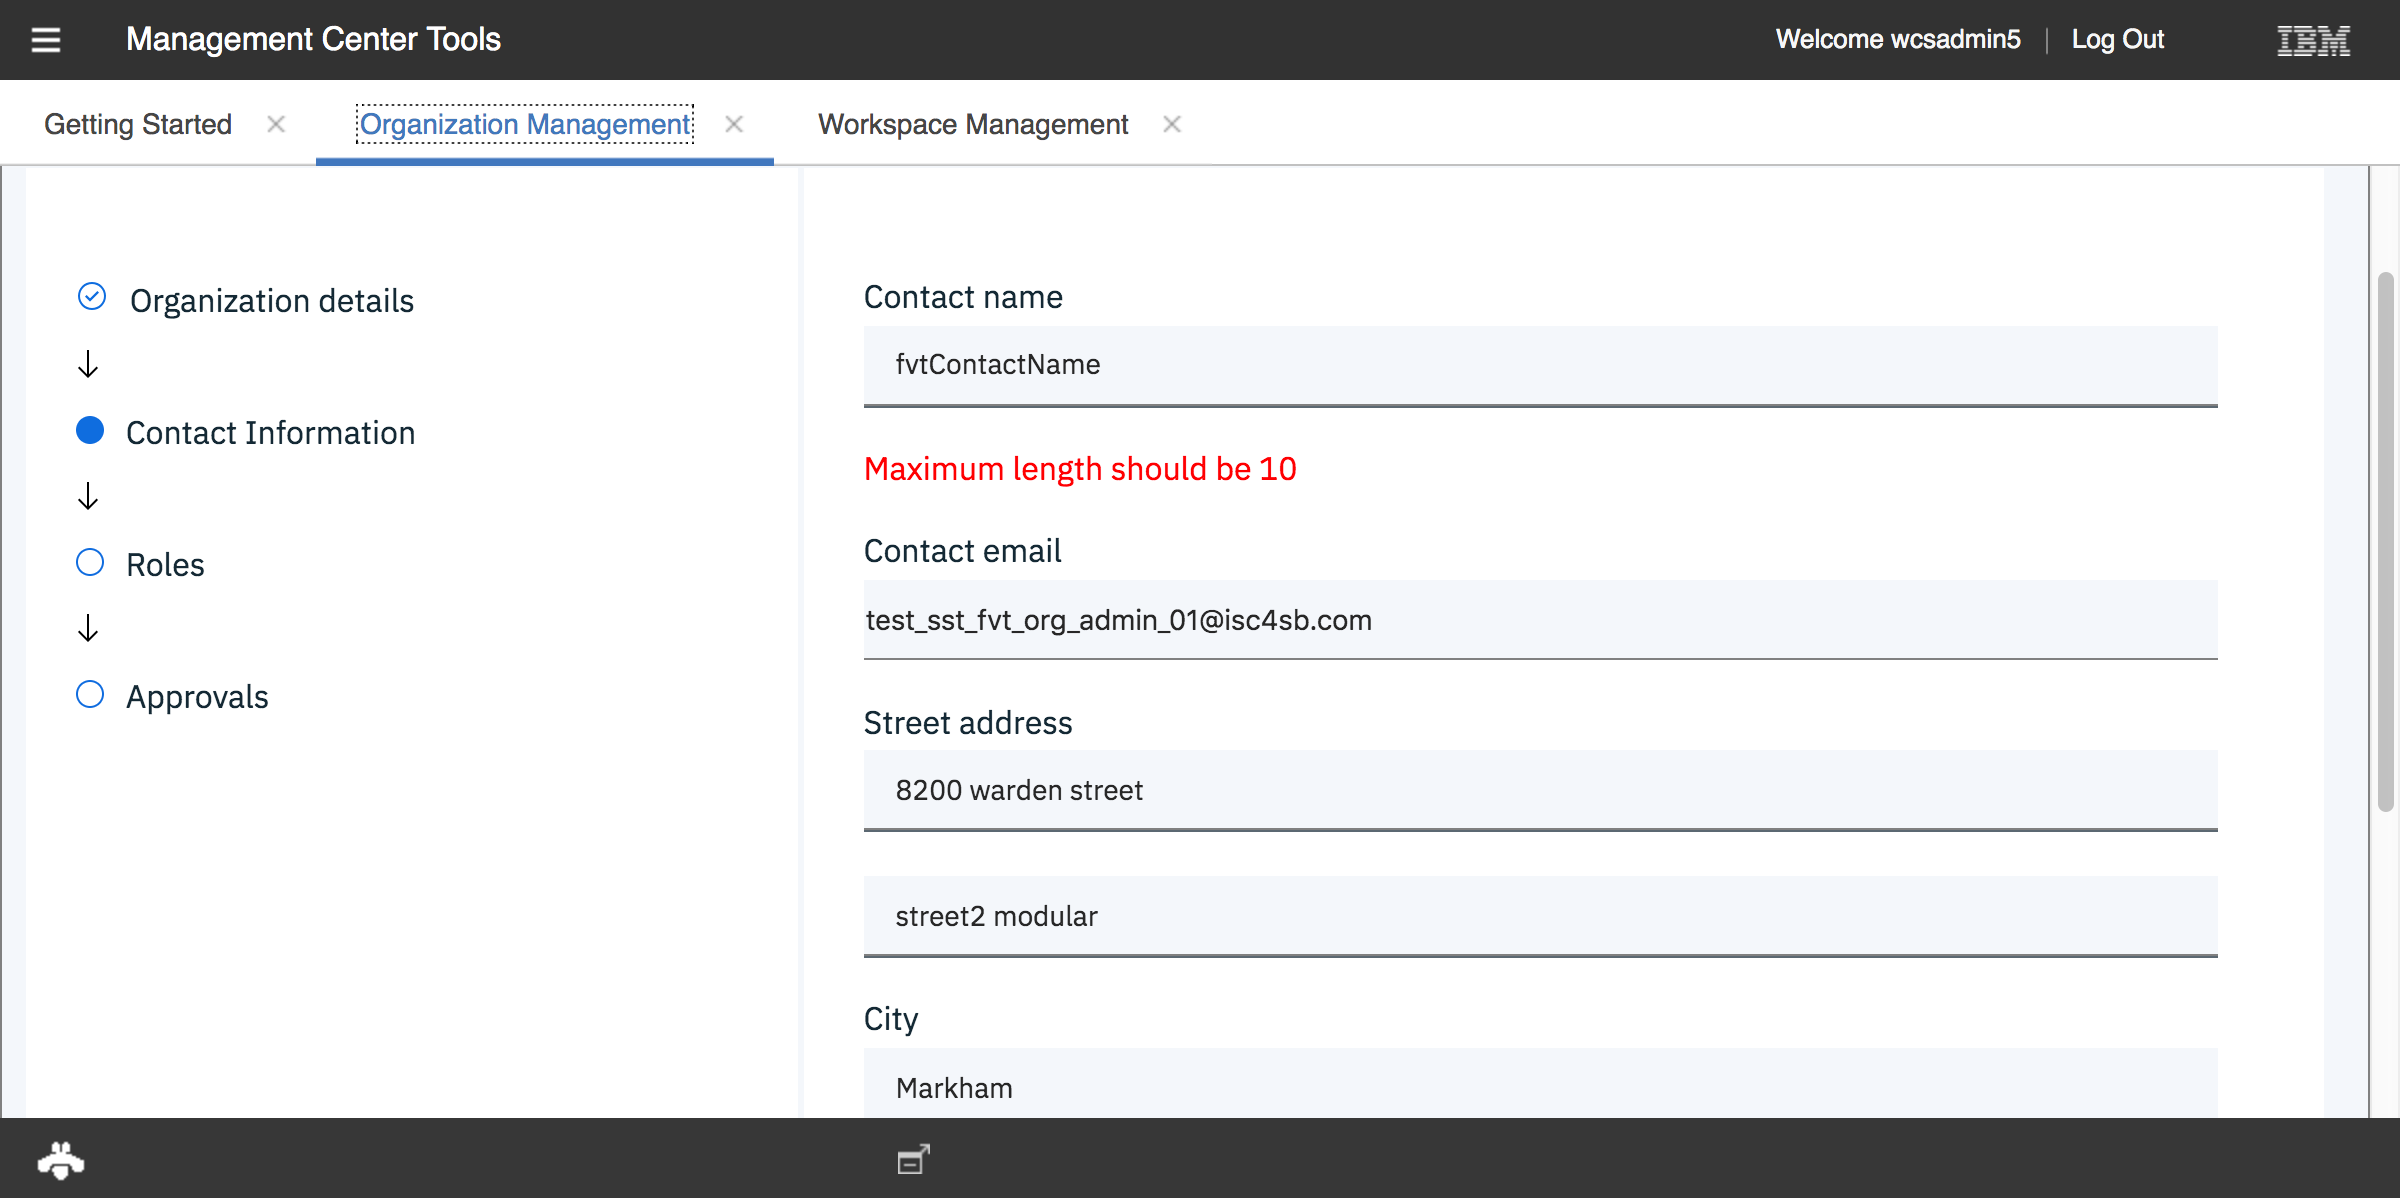 Management Center Tools
Welcome wcsadmin5 | Log Out
IBM
Getting Started
Organization Management
Workspace Management
Organization details
Contact Information
Roles
Approvals
Contact name
fvtContactName
Maximum length should be 10
Contact email
test_sst_fvt_org_admin_01@isc4sb.com
Street address
8200 warden street
street2 modular
City
Markham